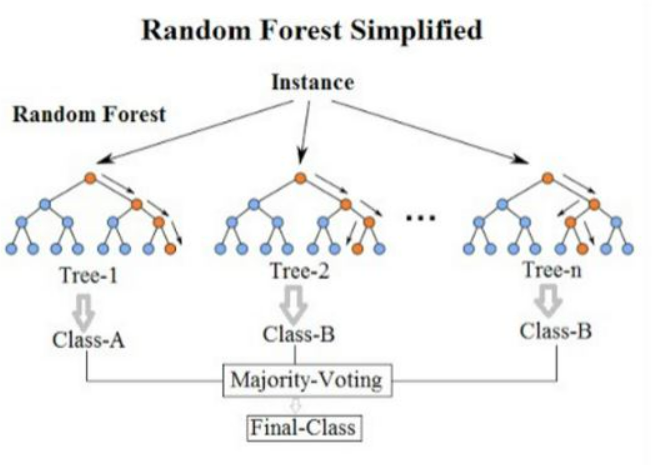 Random Forest Simplified
Instance
Random Forest
...
Tree-1
Tree-2
Tree-n
Class-A
Class-B
Class-B
Majority-Voting
Final-Class